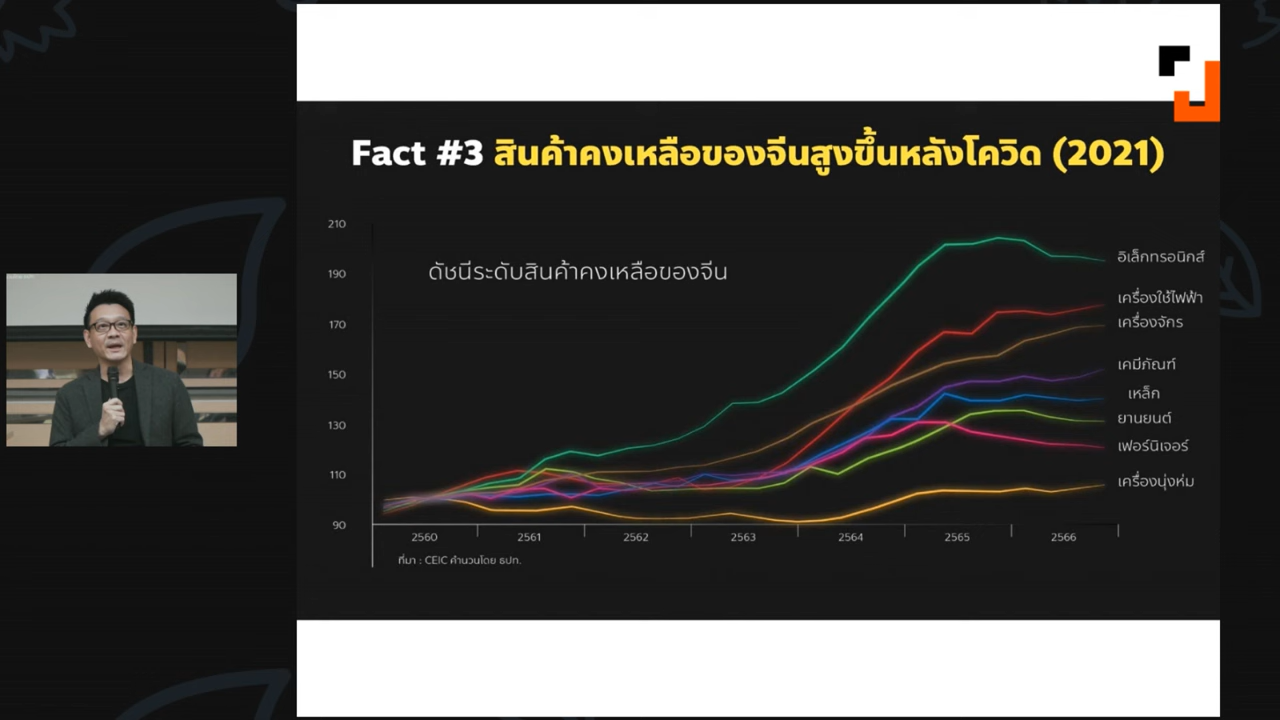 Fact #3 สินค้าคงเหลือของจีนสูงขึ้นหลังโควิด (2021)
ดัชนีระดับสินค้าคงเหลือของจีน
210
190
170
150
130
110
90
อิเล็กทรอนิกส์
เครื่องใช้ไฟฟ้า
เครื่องจักร
เคมีภัณฑ์
เหล็ก
ยานยนต์
เฟอร์นิเจอร์
เครื่องนุ่งห่ม
2560 2561 2562 2563 2564 2565 2566
ที่มา : CEIC คำนวนโดย ธปท.